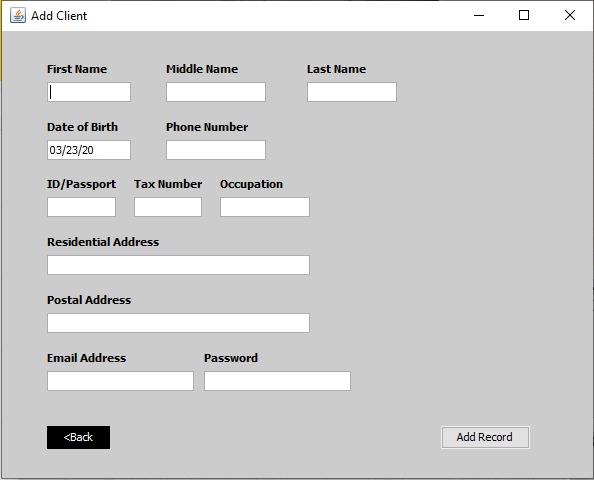 Add Client
First Name Middle Name Last Name
Date of Birth Phone Number
03/23/20
ID/Passport Tax Number Occupation
Residential Address
Postal Address
Email Address Password
<Back Add Record